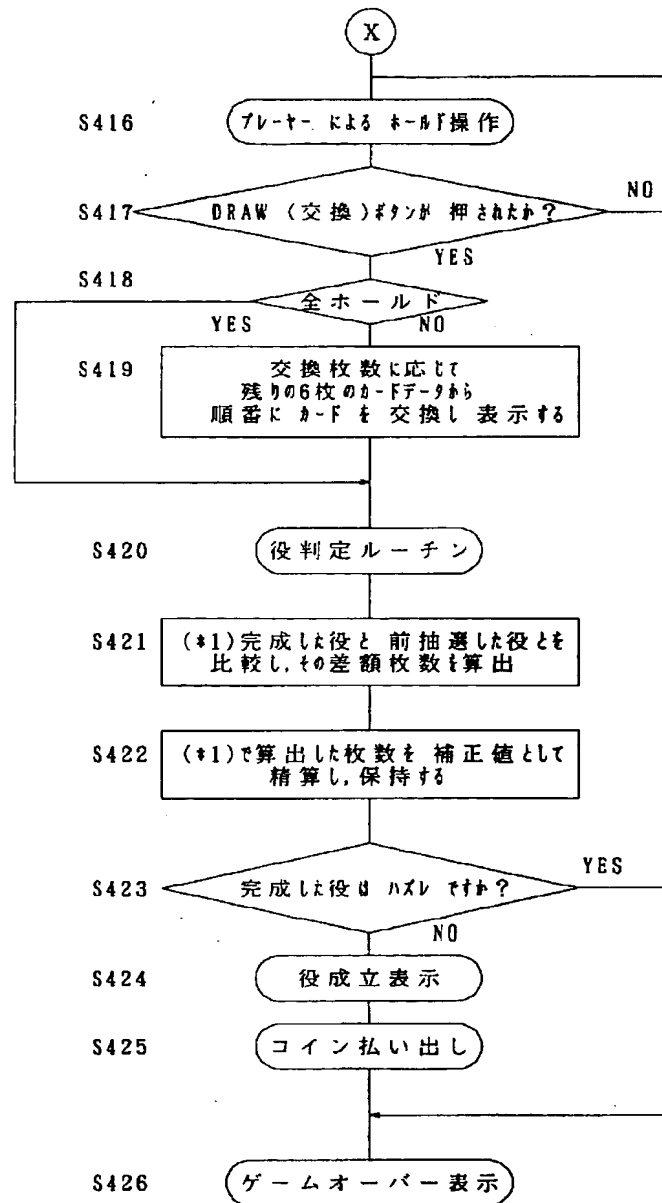 X
S416 プレーヤー による ホールド操作
S417 DRAW (交換)ボタンが 押されたか?
NO
YES
S418 全ホールド
YES NO
S419 交換枚数に応じて
残りの6枚のカードデータから
順番に カード を 交換し 表示する
S420 役判定ルーチン
S421 (*1)完成した役と 前抽選した役とを
比較し,その差額枚数を算出
S422 (*1)で算出した枚数を 補正値として
精算し,保持する
YES
S423 完成した役は ハズレ ですか?
NO
S424 役成立表示
S425 コイン払い出し
S426 ゲームオーバー表示